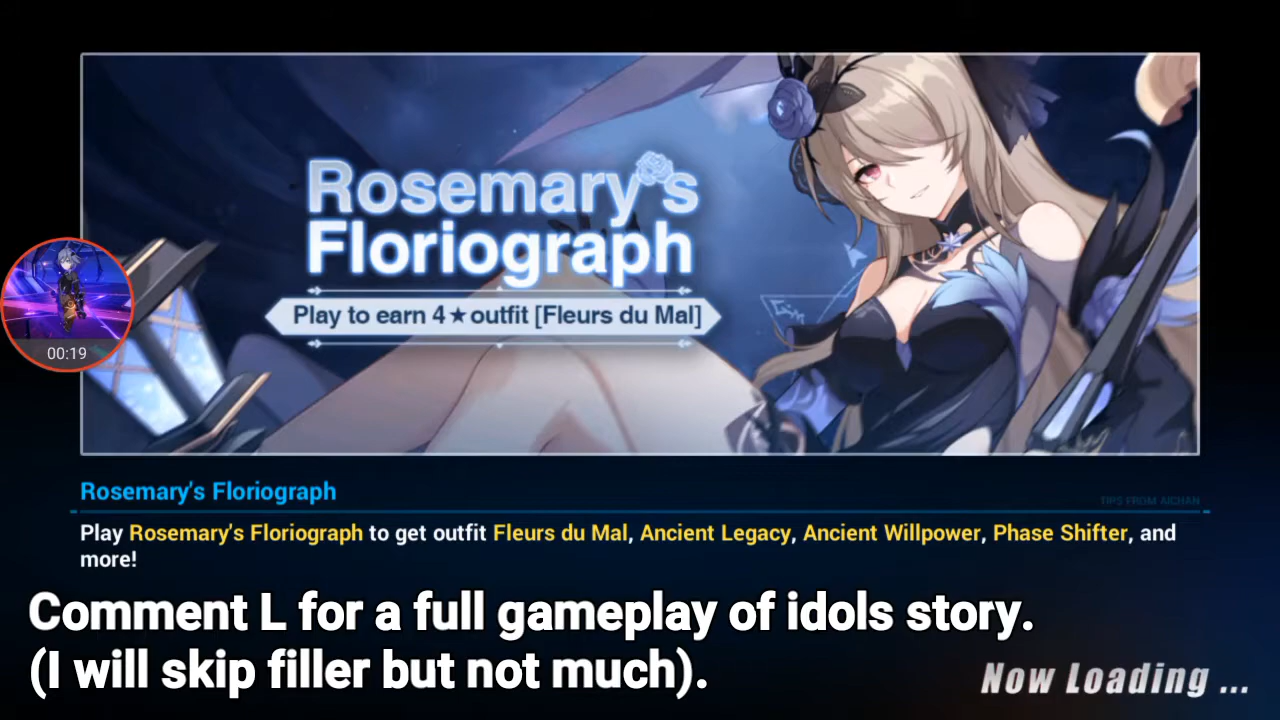 Rosemary's
Floriograph
Play to earn 4★outfit [Fleurs du Mal]
00:19
Rosemary's Floriograph
TIPS FROM AICHAN
Play Rosemary's Floriograph to get outfit Fleurs du Mal, Ancient Legacy, Ancient Willpower, Phase Shifter, and
more!
Comment L for a full gameplay of idols story.
(I will skip filler but not much).
Now Loading ...